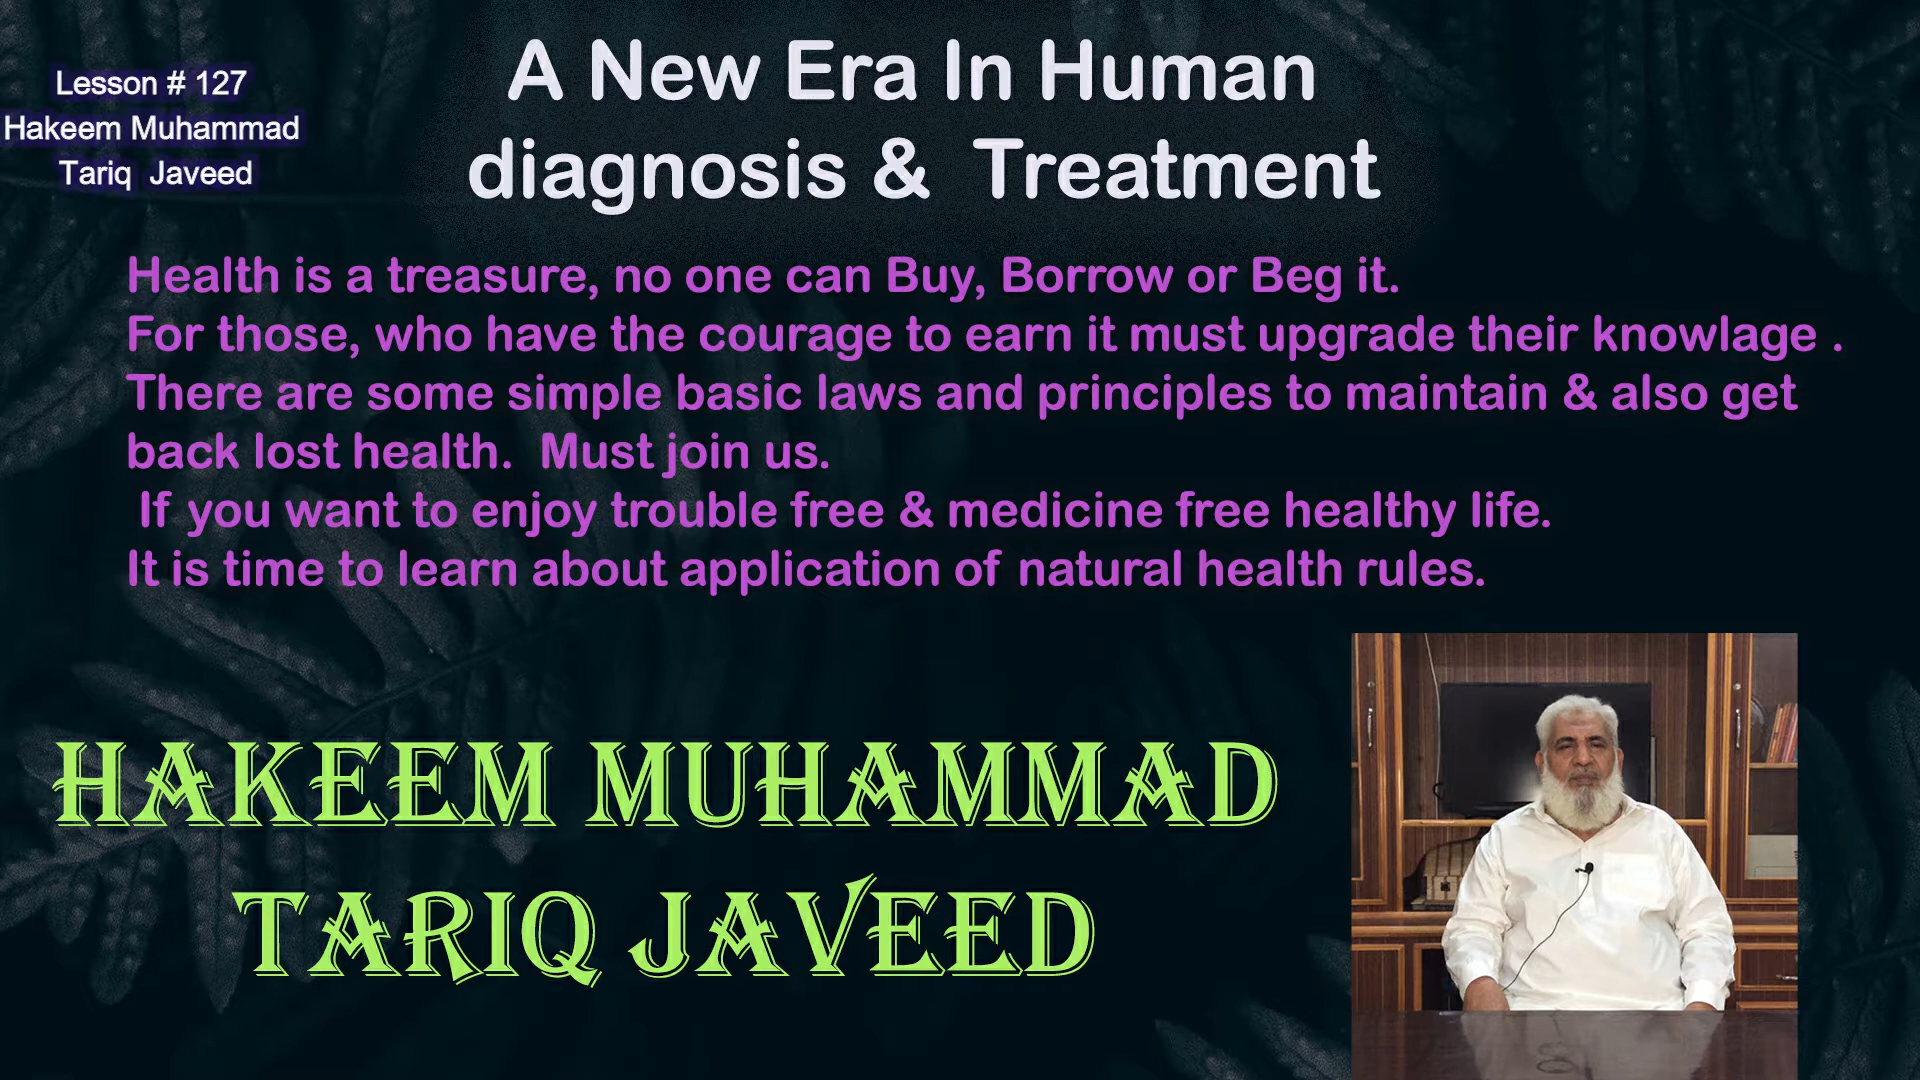 Lesson # 127
Hakeem Muhammad
Tariq Javeed
A New Era In Human
diagnosis & Treatment
Health is a treasure, no one can Buy, Borrow or Beg it.
For those, who have the courage to earn it must upgrade their knowlage .
There are some simple basic laws and principles to maintain & also get
back lost health. Must join us.
If you want to enjoy trouble free & medicine free healthy life.
It is time to learn about application of natural health rules.
HAKEEM MUHAMMAD
TARIQ JAVEED